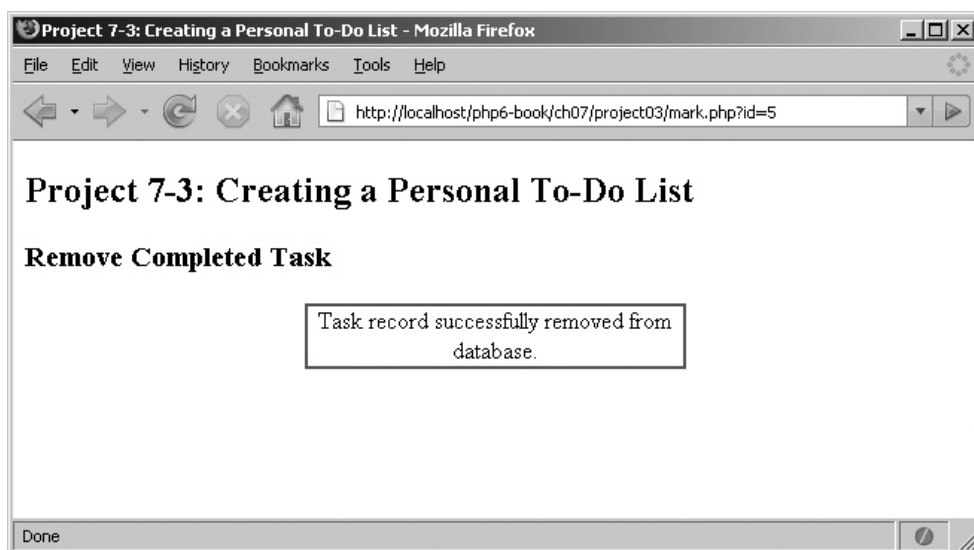 Project 7-3: Creating a Personal To-Do List - Mozilla Firefox
File Edit View History Bookmarks Tools Help
http://localhost/php6-book/ch07/project03/mark.php?id=5
Project 7-3: Creating a Personal To-Do List
Remove Completed Task
Task record successfully removed from
database.
Done